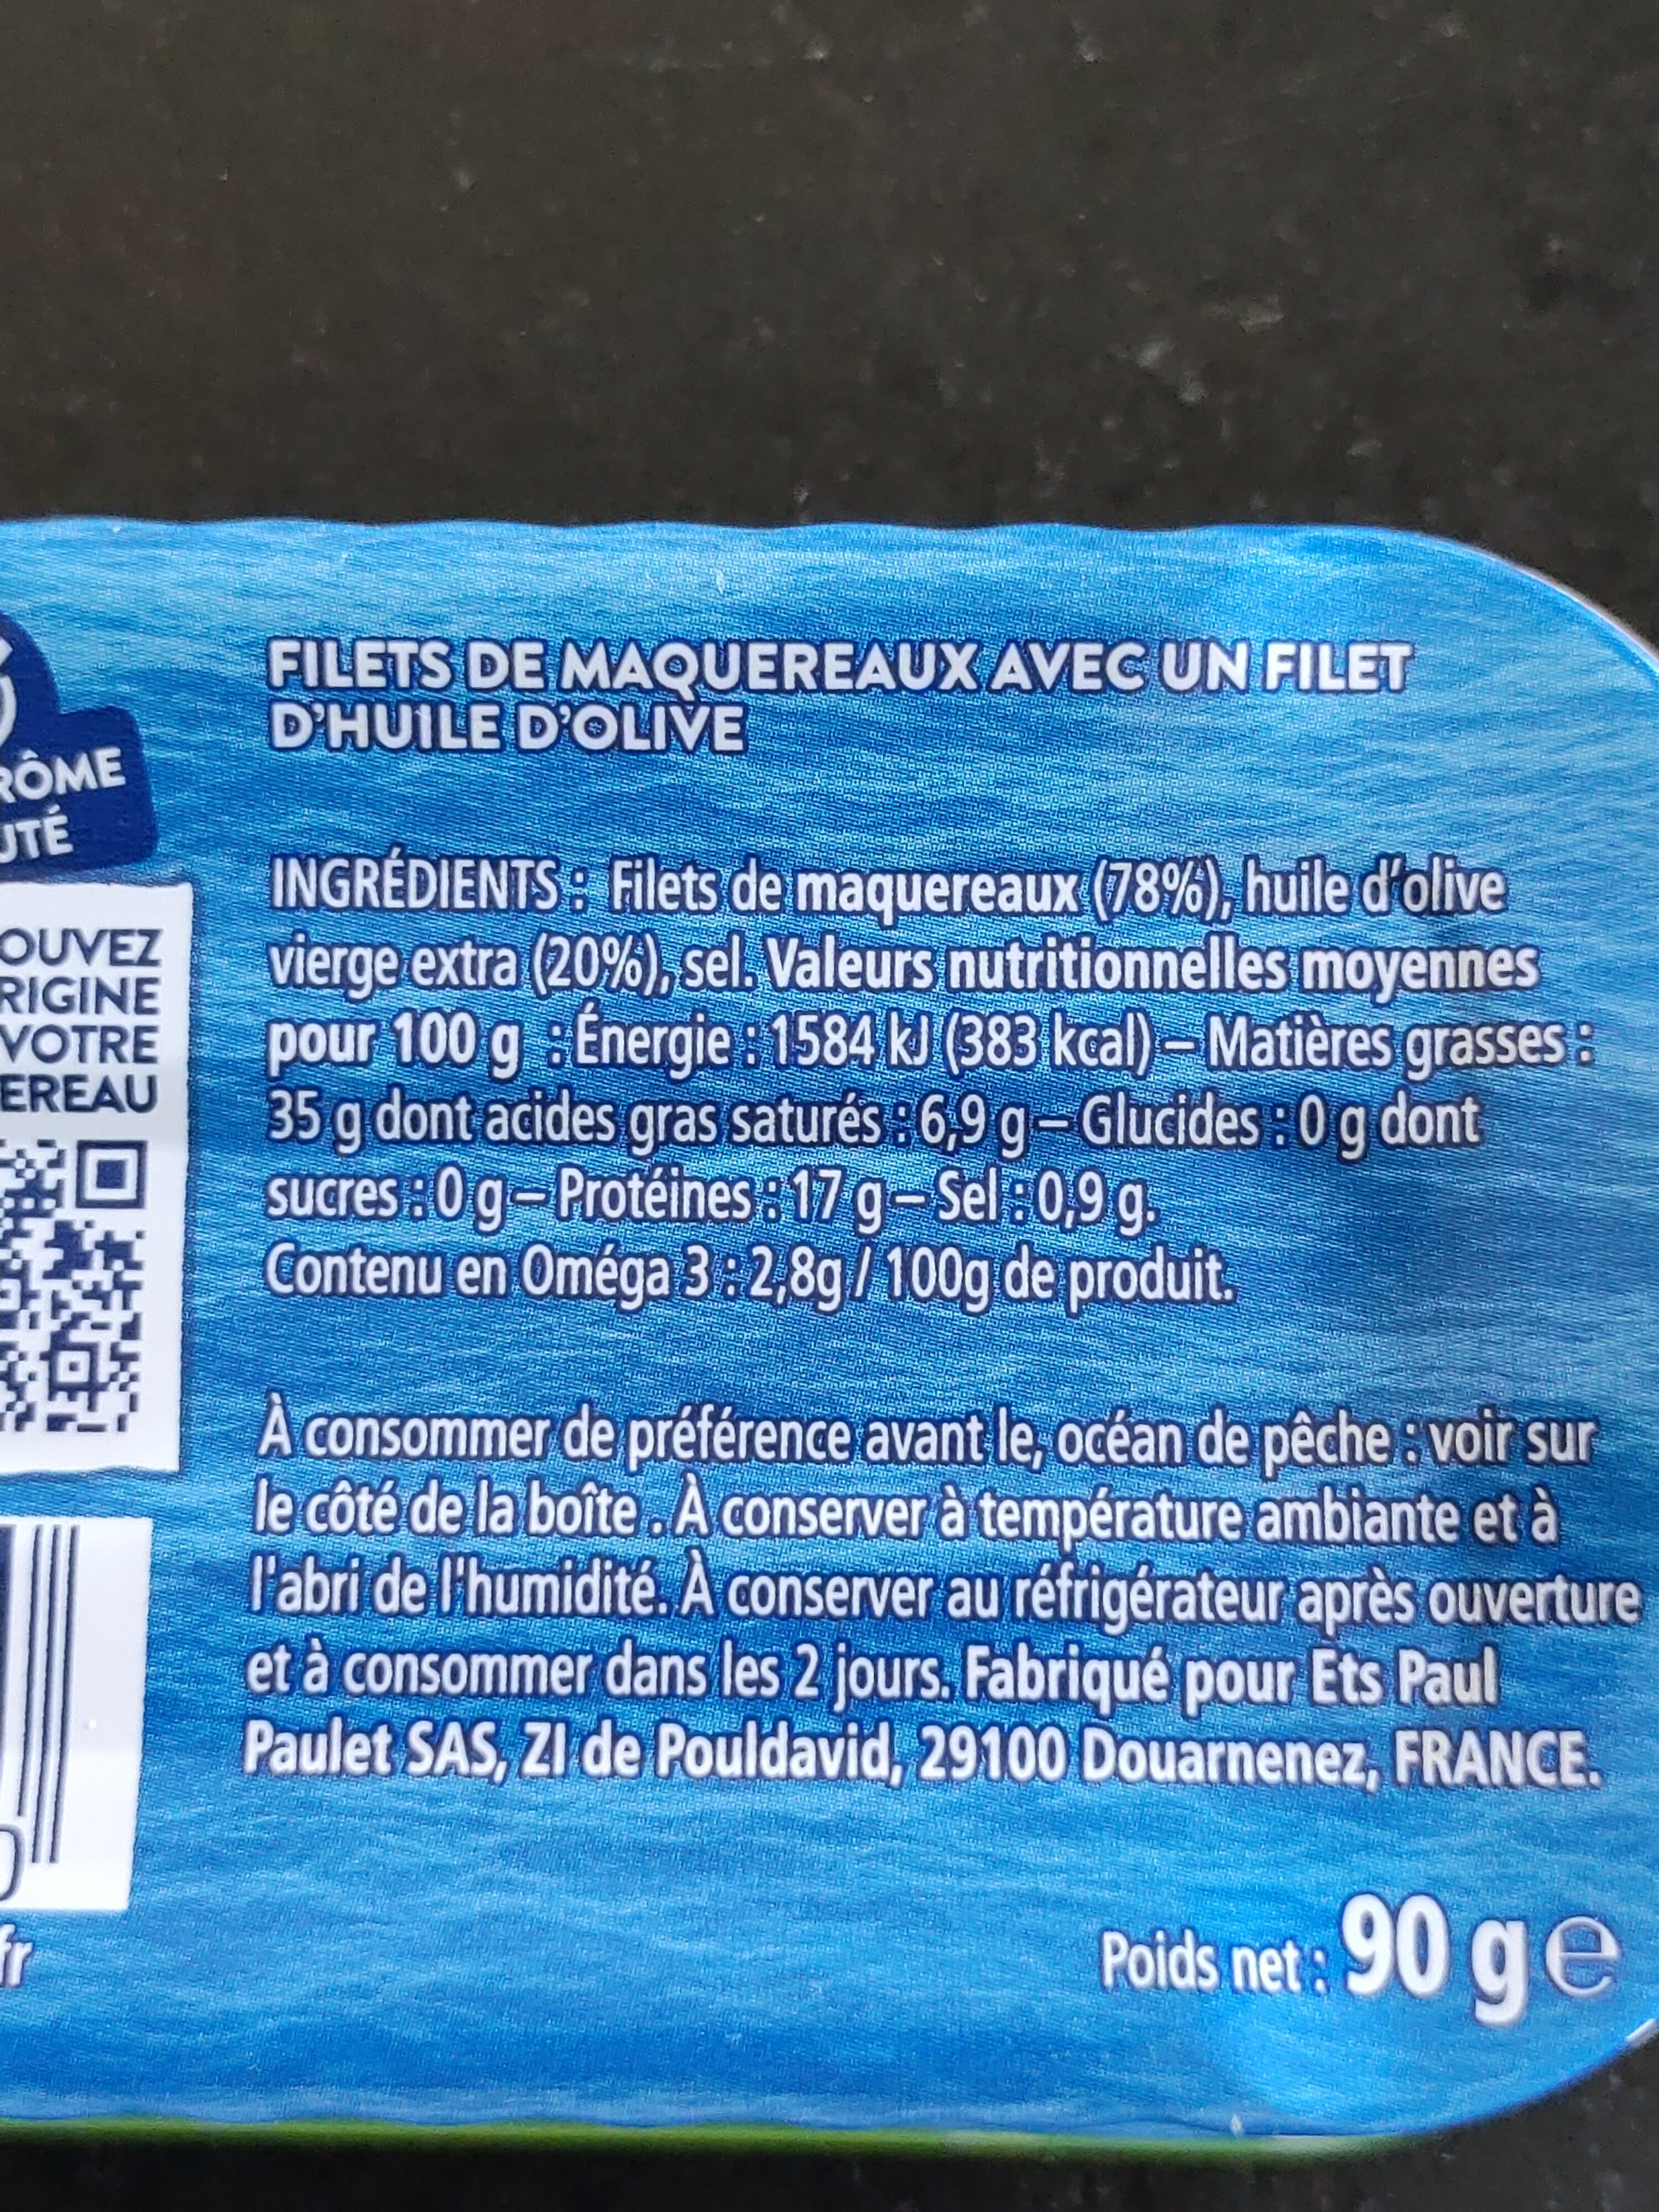 RÔME
UTÉ
OUVEZ
RIGINE
VOTRE
EREAU
fr
FILETS DE MAQUEREAUX AVEC UN FILET
D'HUILE D'OLIVE
INGRÉDIENTS : Filets de maquereaux (78%), huile d'olive
vierge extra (20%), sel. Valeurs nutritionnelles moyennes
pour 100 g : Énergie : 1584 kJ (383 kcal) – Matières grasses :
35 g dont acides gras saturés : 6,9 g – Glucides : 0 g dont
sucres : 0 g – Protéines : 17 g – Sel : 0,9 g.
Contenu en Oméga 3 : 2,8g / 100g de produit.
À consommer de préférence avant le, océan de pêche : voir sur
le côté de la boîte . À conserver à température ambiante et à
l'abri de l'humidité. À conserver au réfrigérateur après ouverture
et à consommer dans les 2 jours. Fabriqué pour Ets Paul
Paulet SAS, ZI de Pouldavid, 29100 Douarnenez, FRANCE.
Poids net : 90 g e